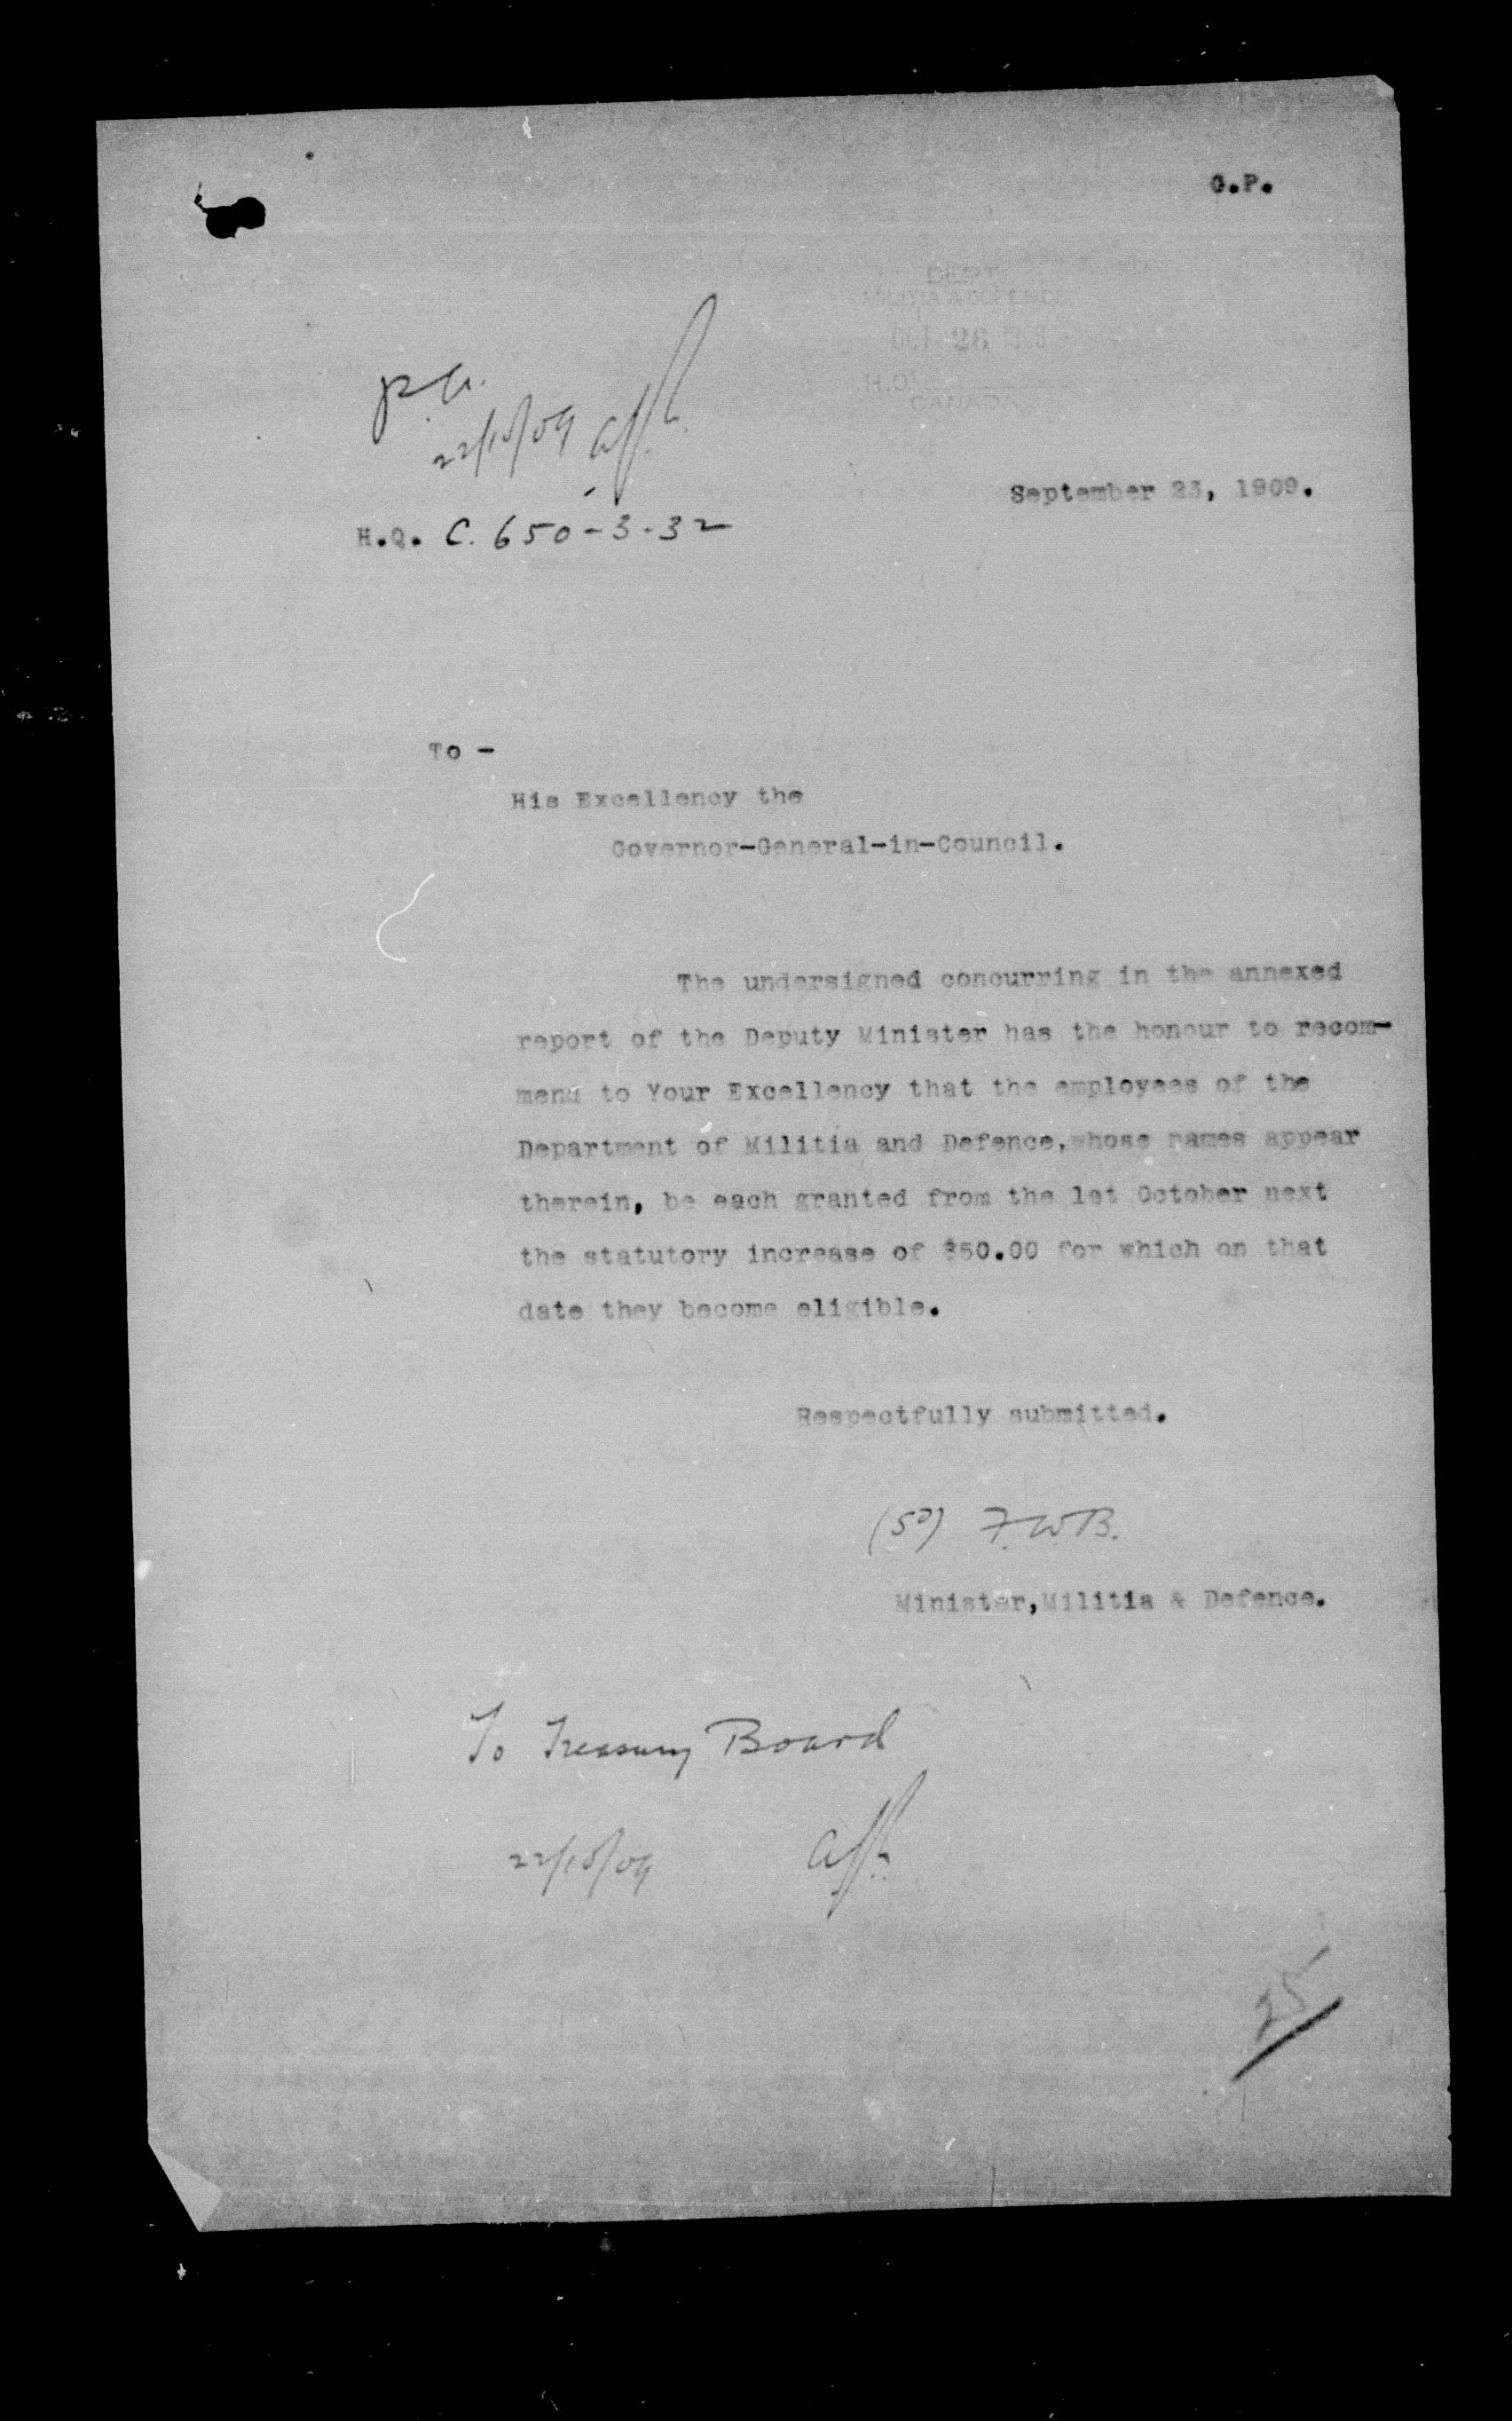 G.P.
DEPT.
MILITIA & DEFENCE
OCT 26 1909
H.Q.
CANADA
P.A.
22/10/09
September 23, 1909.
H.Q. C. 650-3-32
To -
His Excellency the
Governor-General-in-Council.
The undersigned concurring in the annexed
report of the Deputy Minister has the honour to recom-
mend to Your Excellency that the employees of the
Department of Militia and Defence, whose names appear
therein, be each granted from the 1st October next
the statutory increase of $50.00 for which on that
date they become eligible.
Respectfully submitted.
(Sd) F.W.B.
Minister, Militia & Defence.
To Treasury Board
22/10/09
25